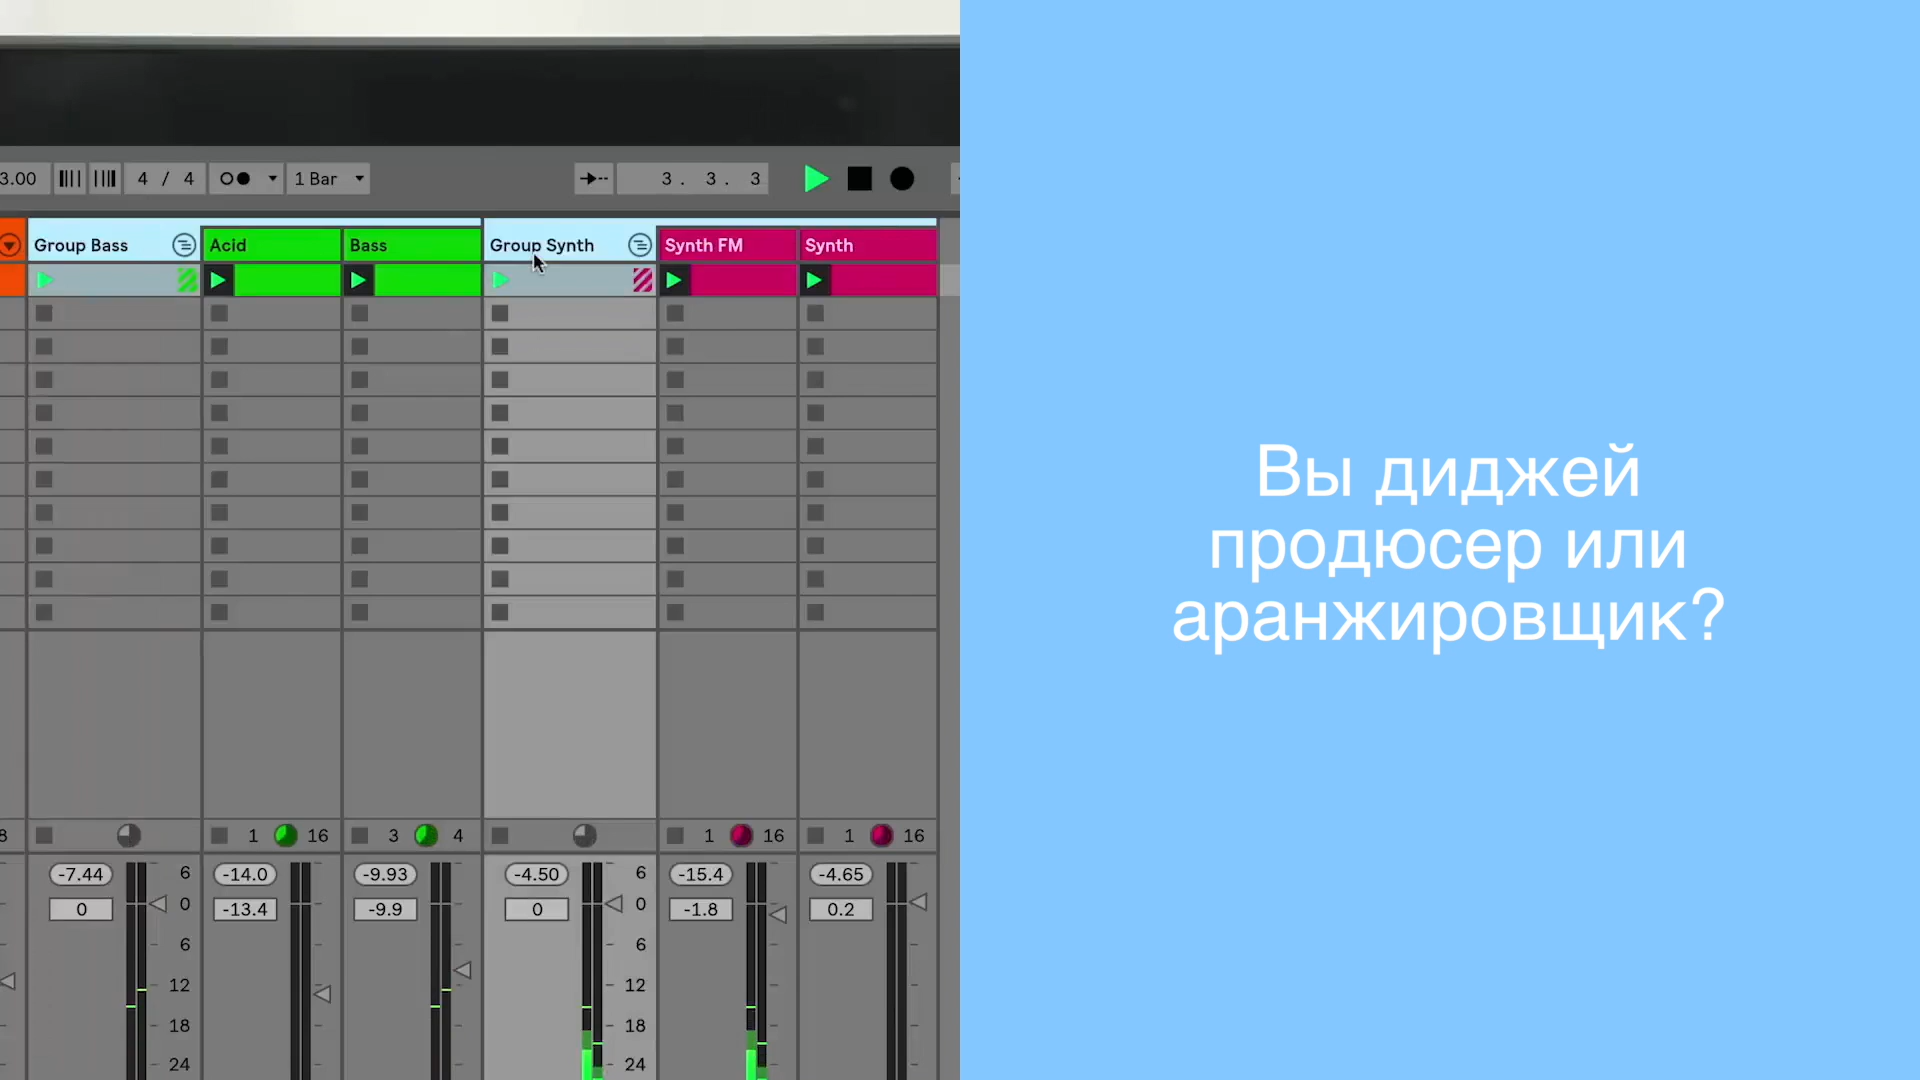 3.00 4 / 4 1 Bar 3. 3. 3
Group Bass Acid Bass Group Synth Synth FM Synth
8 1 16 3 4 1 16 1 16
-7.44 6 -14.0 -9.93 -4.50 6 -15.4 -4.65
0 0 -13.4 -9.9 0 0 -1.8 0.2
6 6
12 12
18 18
24 24
Вы диджей
продюсер или
аранжировщик?